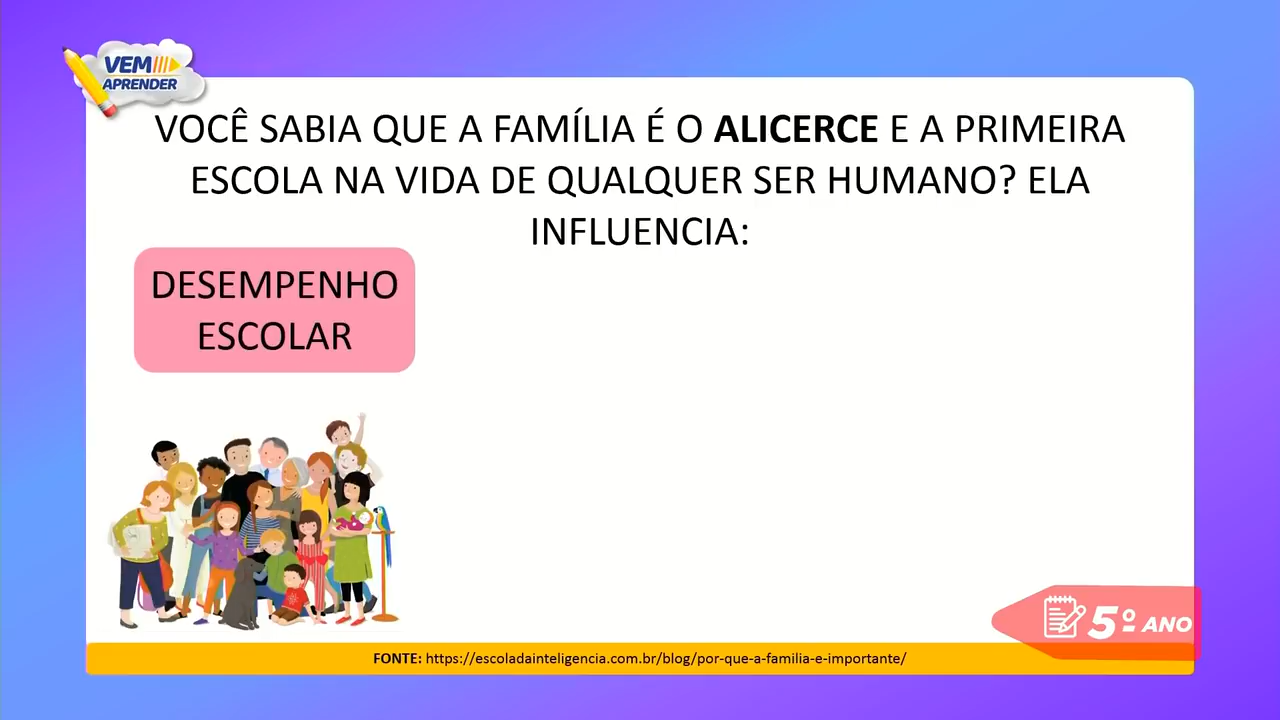 VEM
APRENDER
VOCÊ SABIA QUE A FAMÍLIA É O ALICERCE E A PRIMEIRA
ESCOLA NA VIDA DE QUALQUER SER HUMANO? ELA
INFLUENCIA:
DESEMPENHO
ESCOLAR
5º ANO
FONTE: https://escoladainteligencia.com.br/blog/por-que-a-familia-e-importante/